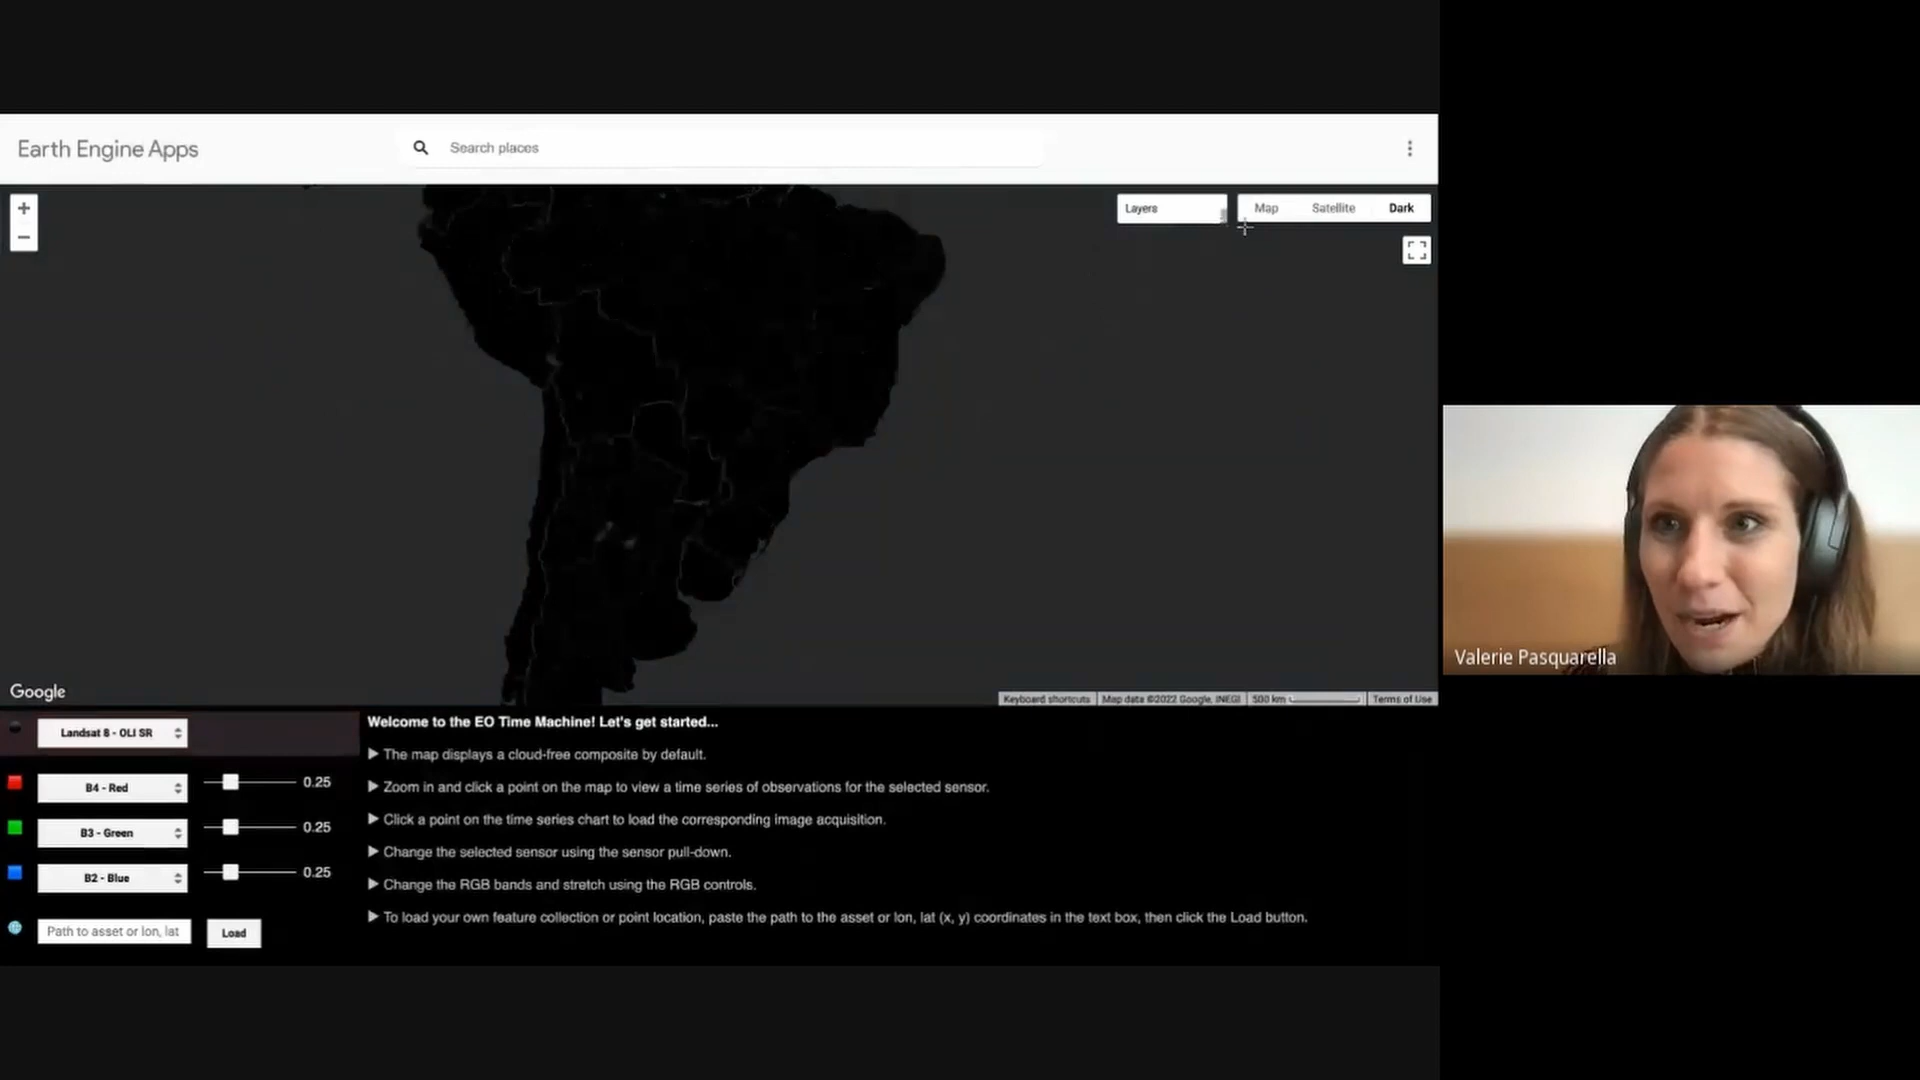 Earth Engine Apps
Search places
+
−
Layers
Map Satellite Dark
Google
Keyboard shortcuts Map data ©2022 Google, INEGI 500 km Terms of Use
Valerie Pasquarella
Landsat 8 - OLI SR
B4 - Red 0.25
B3 - Green 0.25
B2 - Blue 0.25
Path to asset or lon, lat Load
Welcome to the EO Time Machine! Let's get started...
▶ The map displays a cloud-free composite by default.
▶ Zoom in and click a point on the map to view a time series of observations for the selected sensor.
▶ Click a point on the time series chart to load the corresponding image acquisition.
▶ Change the selected sensor using the sensor pull-down.
▶ Change the RGB bands and stretch using the RGB controls.
▶ To load your own feature collection or point location, paste the path to the asset or lon, lat (x, y) coordinates in the text box, then click the Load button.